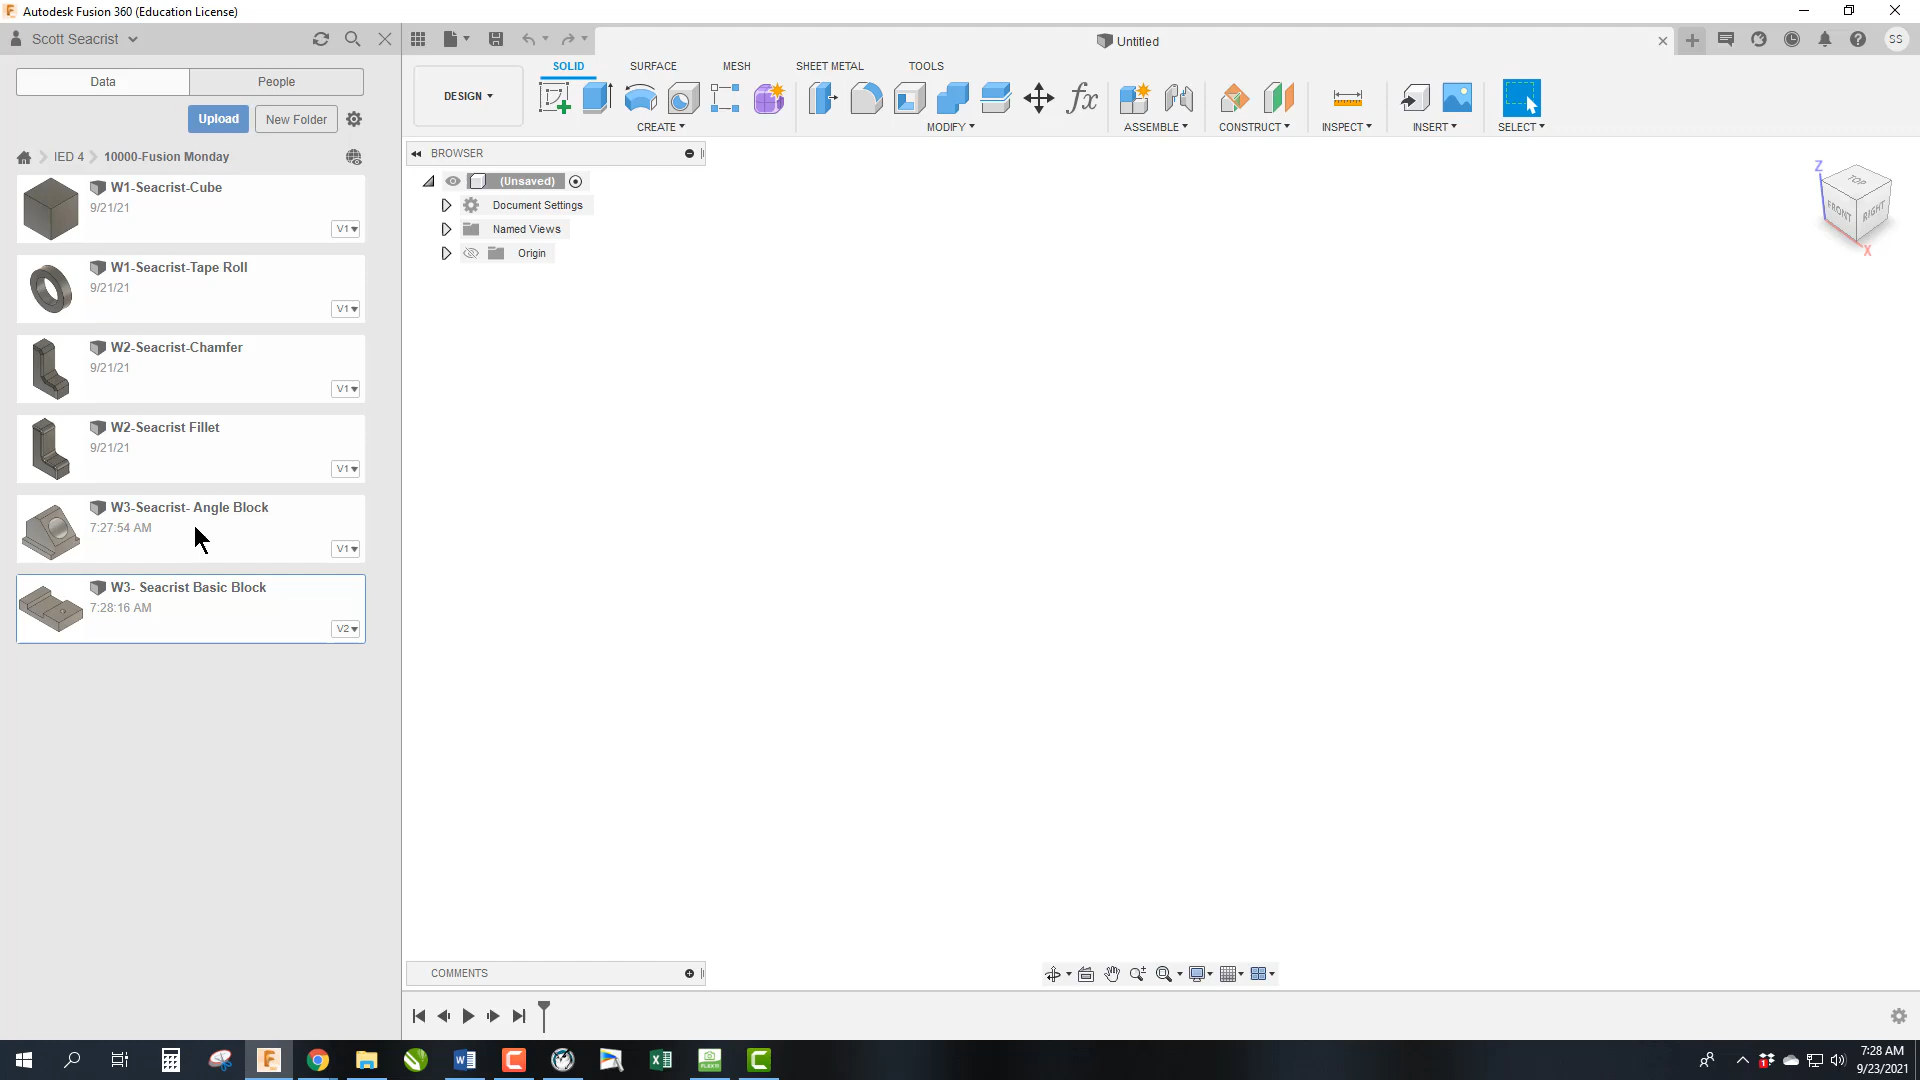 Autodesk Fusion 360 (Education License)
Scott Seacrist
Untitled
SS
Data
People
Upload
New Folder
IED 4
10000-Fusion Monday
W1-Seacrist-Cube
9/21/21
V1
W1-Seacrist-Tape Roll
9/21/21
V1
W2-Seacrist-Chamfer
9/21/21
V1
W2-Seacrist Fillet
9/21/21
V1
W3-Seacrist- Angle Block
7:27:54 AM
V1
W3- Seacrist Basic Block
7:28:16 AM
V2
SOLID
SURFACE
MESH
SHEET METAL
TOOLS
DESIGN
CREATE
MODIFY
ASSEMBLE
CONSTRUCT
INSPECT
INSERT
SELECT
BROWSER
(Unsaved)
Document Settings
Named Views
Origin
Z
TOP
FRONT
RIGHT
X
COMMENTS
7:28 AM
9/23/2021